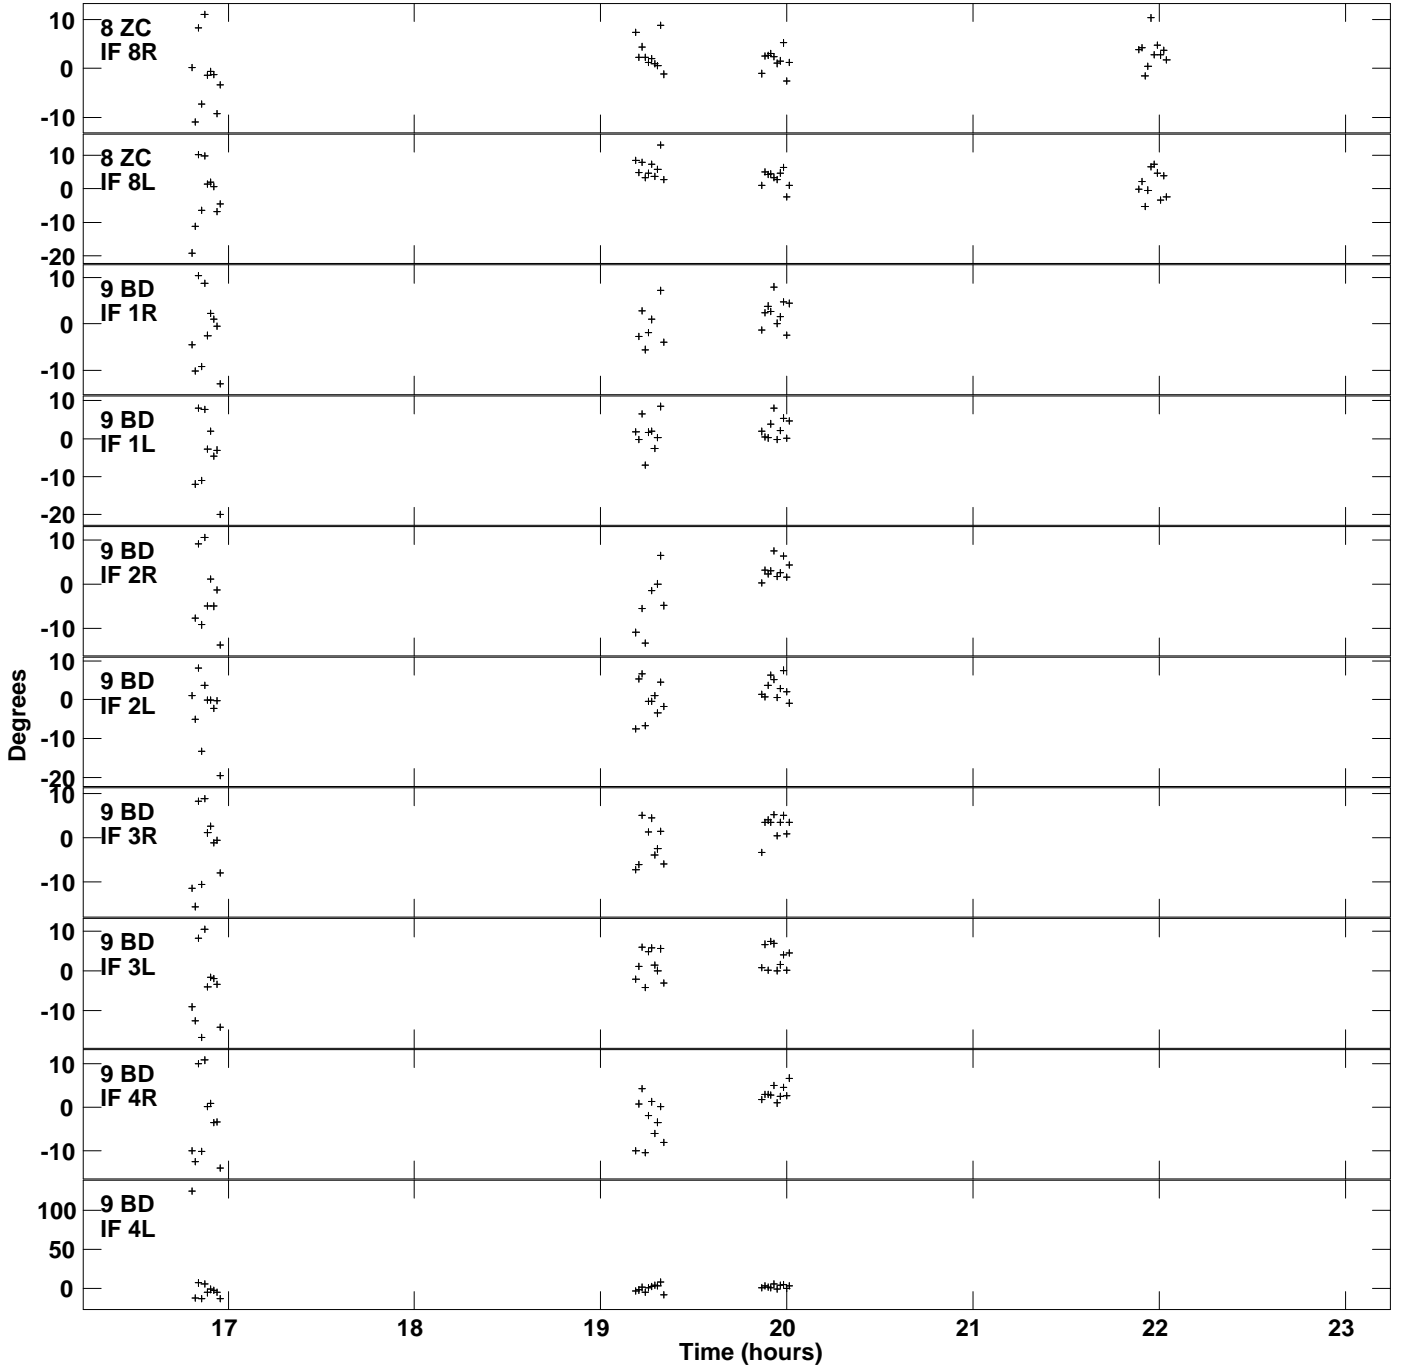 10
0
-10
8 ZC
IF 8R
10
0
-10
-20
8 ZC
IF 8L
10
0
-10
9 BD
IF 1R
10
0
-10
-20
9 BD
IF 1L
10
0
-10
9 BD
IF 2R
10
0
-10
-20
9 BD
IF 2L
10
0
-10
9 BD
IF 3R
10
0
-10
9 BD
IF 3L
10
0
-10
9 BD
IF 4R
100
50
0
9 BD
IF 4L
Degrees
17 18 19 20 21 22 23
Time (hours)